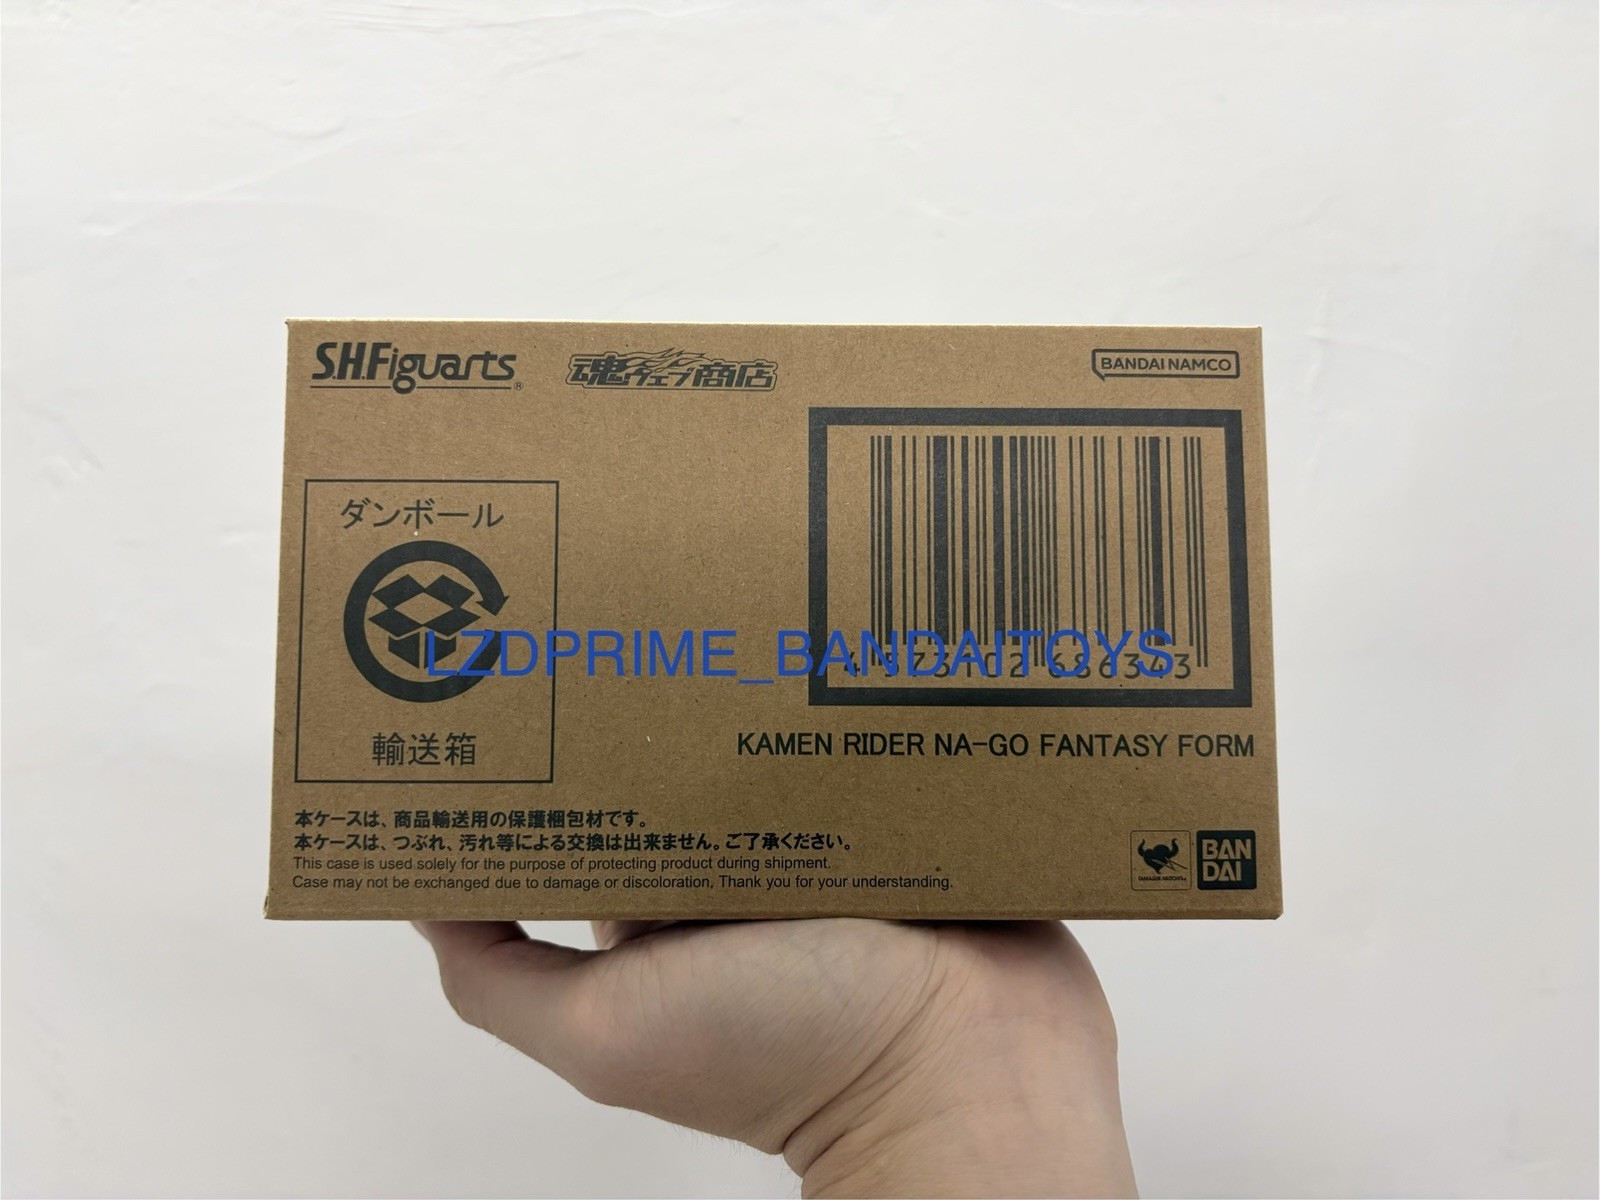 S.H.Figuarts®
魂ウェブ商店
BANDAI NAMCO
ダンボール
輸送箱
4 573102 686343
LZDPRIME_BANDAITOYS
KAMEN RIDER NA-GO FANTASY FORM
本ケースは、商品輸送用の保護梱包材です。
本ケースは、つぶれ、汚れ等による交換は出来ません。ご了承ください。
This case is used solely for the purpose of protecting product during shipment.
Case may not be exchanged due to damage or discoloration, Thank you for your understanding.
TAMASHII NATIONS
BAN
DAI